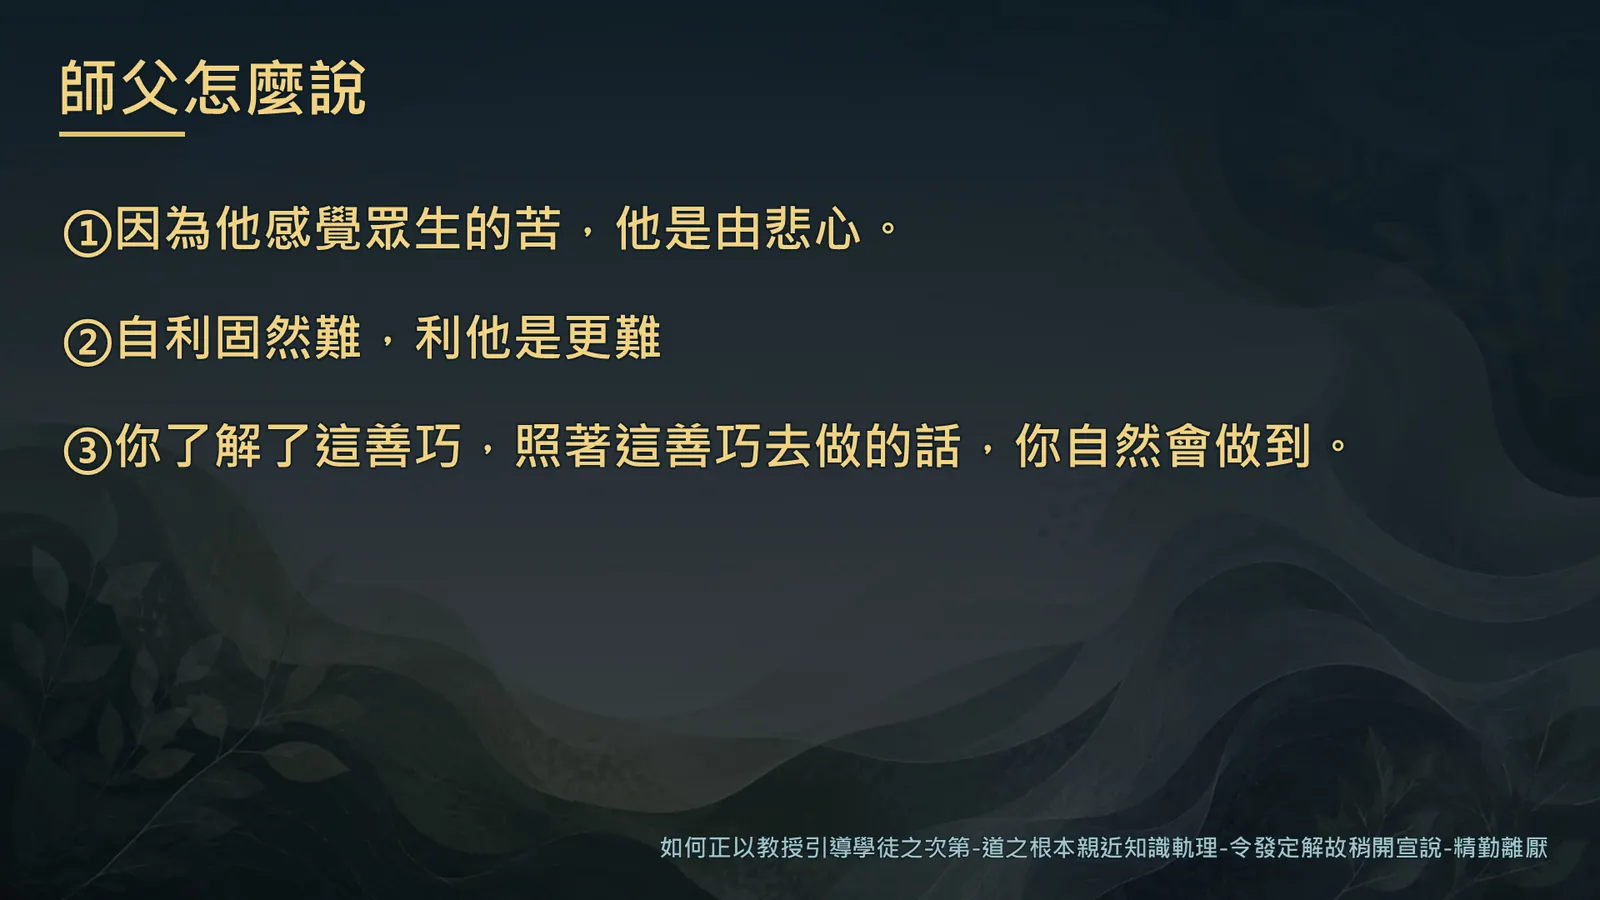 師父怎麼說
①因為他感覺眾生的苦，他是由悲心。
②自利固然難，利他是更難
③你了解了這善巧，照著這善巧去做的話，你自然會做到。
如何正以教授引導學徒之次第-道之根本親近知識軌理-令發定解故稍開宣說-精勤離厭